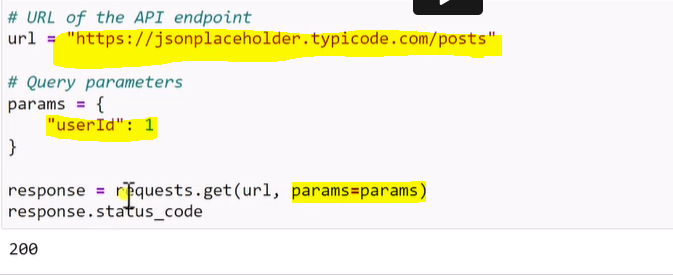 # URL of the API endpoint
url = "https://jsonplaceholder.typicode.com/posts"
# Query parameters
params = {
    "userId": 1
}
response = requests.get(url, params=params)
response.status_code
200